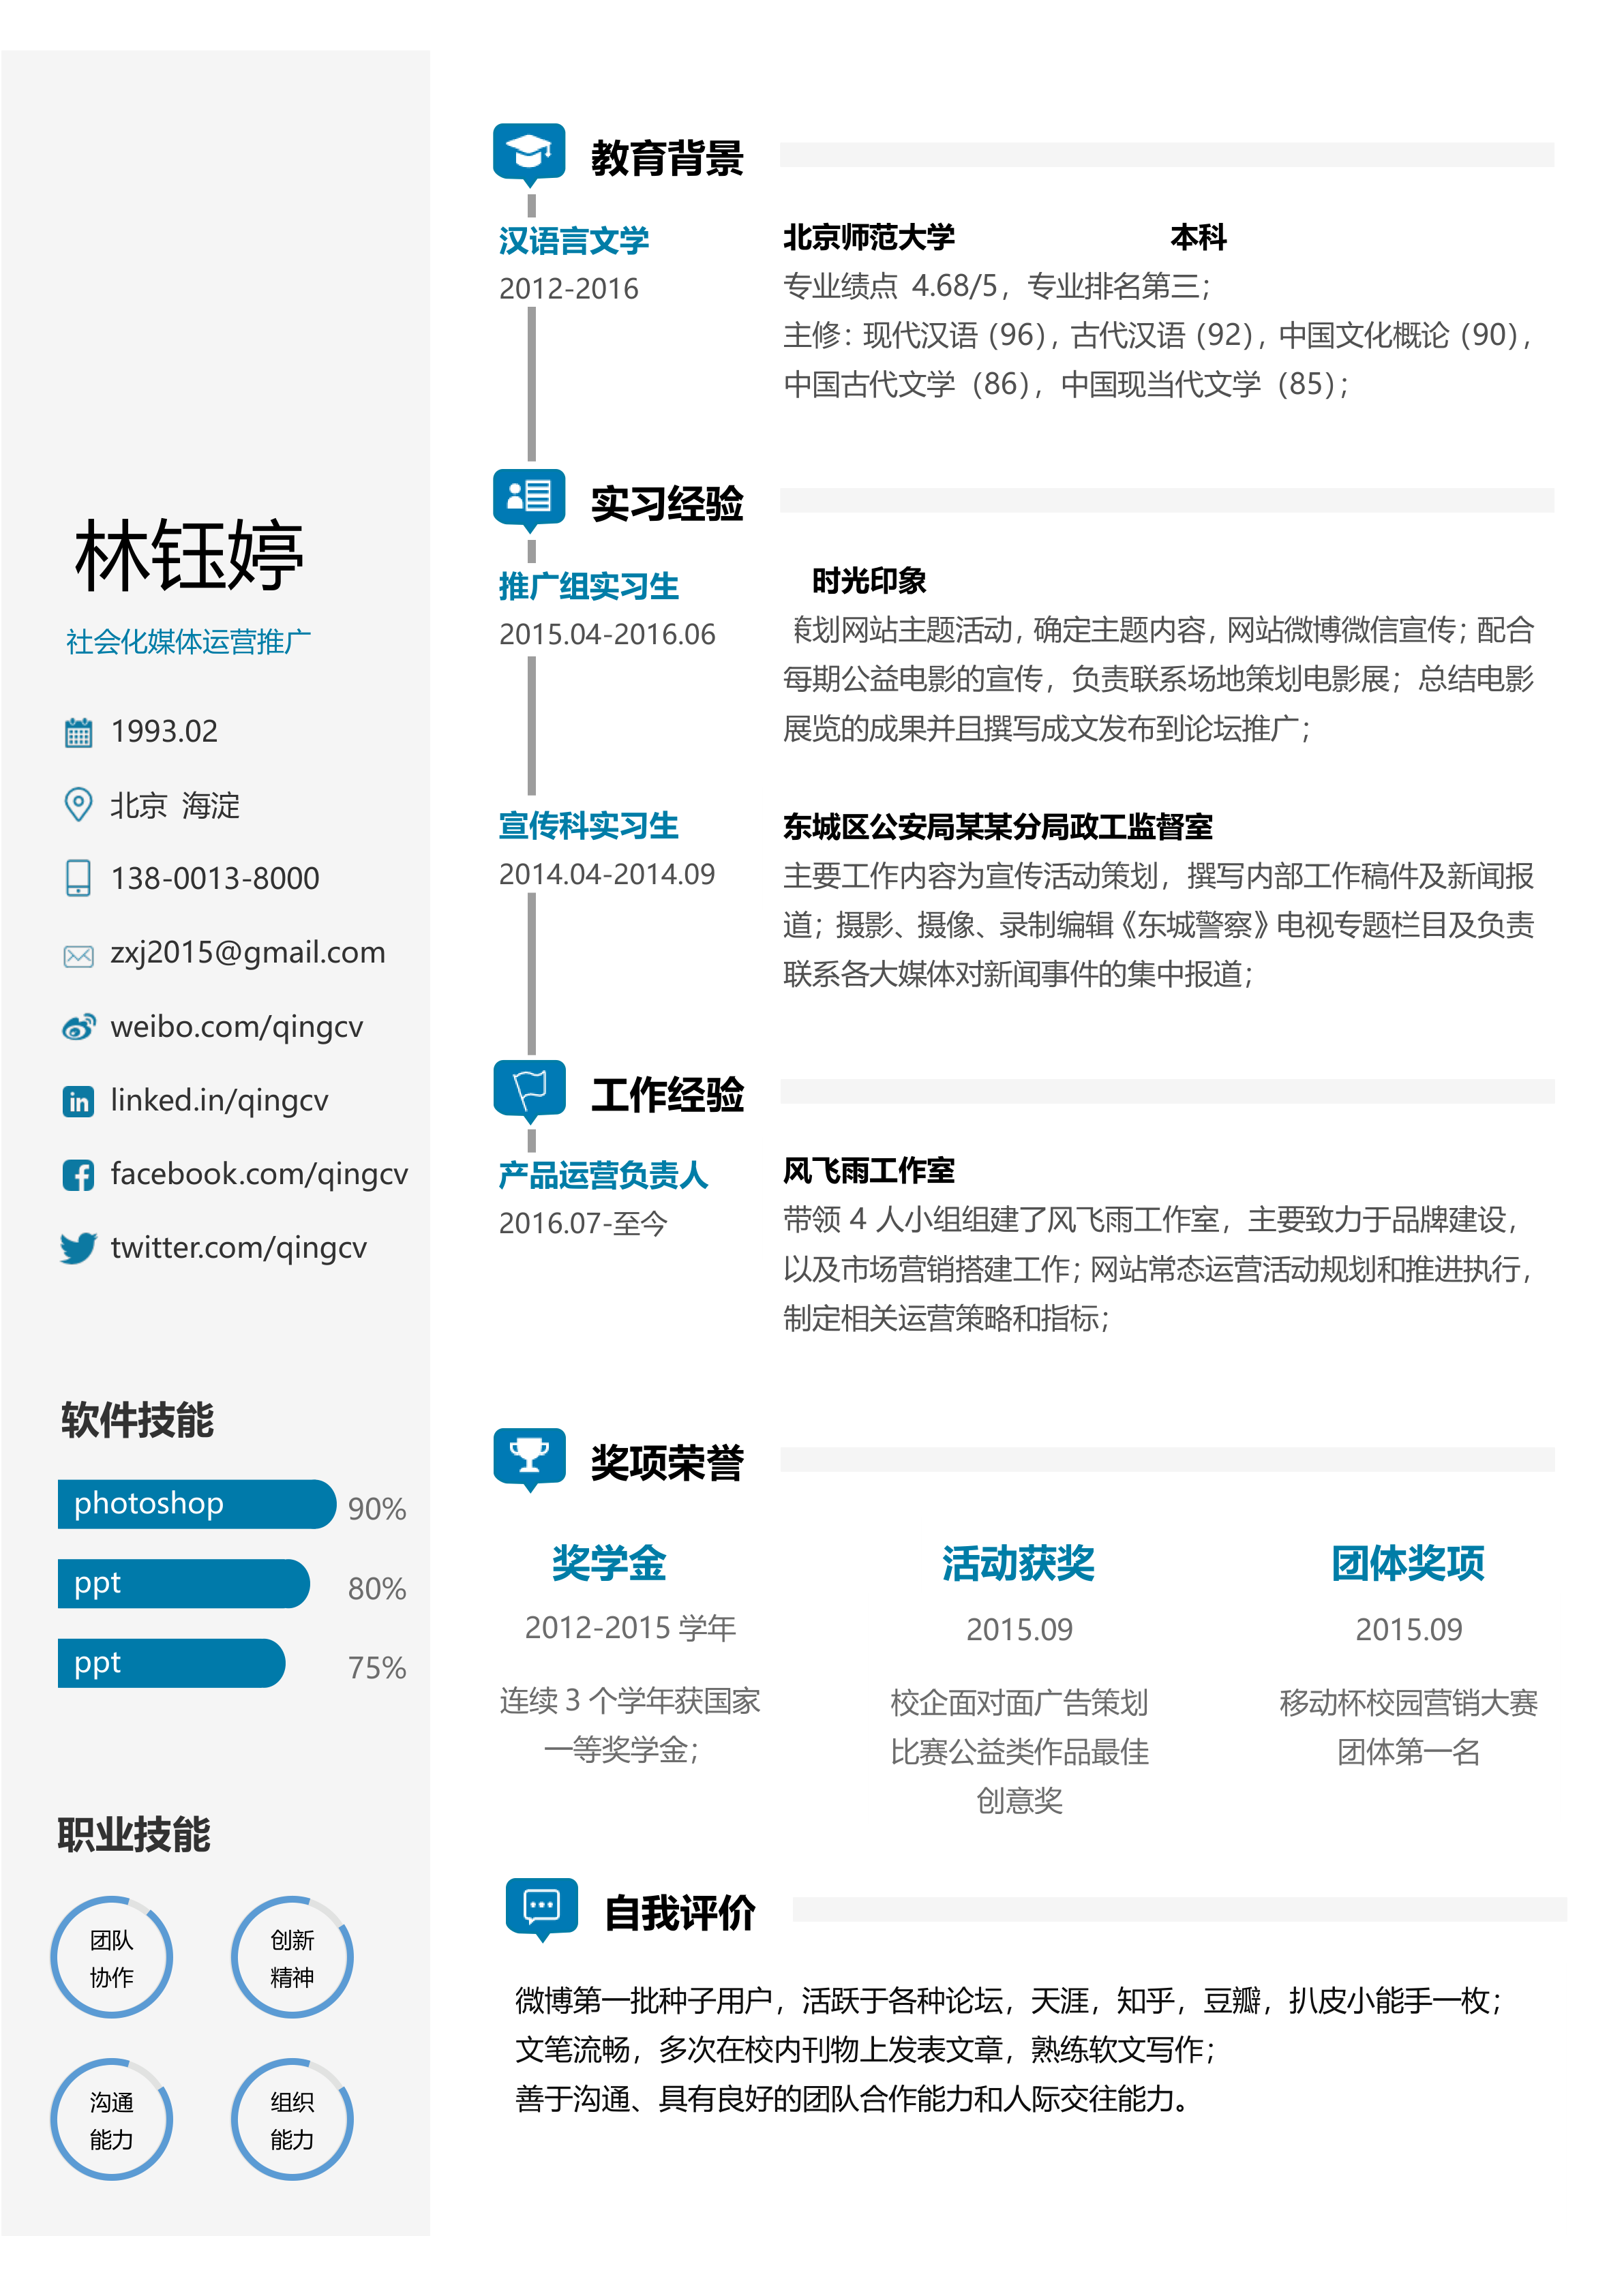 林钰婷
社会化媒体运营推广
1993.02
北京 海淀
138-0013-8000
zxj2015@gmail.com
weibo.com/qingcv
linked.in/qingcv
facebook.com/qingcv
twitter.com/qingcv
软件技能
photoshop 90%
ppt 80%
ppt 75%
职业技能
团队
协作
创新
精神
沟通
能力
组织
能力
教育背景
汉语言文学
2012-2016
北京师范大学 本科
专业绩点 4.68/5，专业排名第三；
主修：现代汉语（96），古代汉语（92），中国文化概论（90），
中国古代文学（86），中国现当代文学（85）；
实习经验
推广组实习生
2015.04-2016.06
时光印象
划网站主题活动，确定主题内容，网站微博微信宣传；配合
每期公益电影的宣传，负责联系场地策划电影展；总结电影
展览的成果并且撰写成文发布到论坛推广；
宣传科实习生
2014.04-2014.09
东城区公安局某某分局政工监督室
主要工作内容为宣传活动策划，撰写内部工作稿件及新闻报
道；摄影、摄像、录制编辑《东城警察》电视专题栏目及负责
联系各大媒体对新闻事件的集中报道；
工作经验
产品运营负责人
2016.07-至今
风飞雨工作室
带领 4 人小组组建了风飞雨工作室，主要致力于品牌建设，
以及市场营销搭建工作；网站常态运营活动规划和推进执行，
制定相关运营策略和指标；
奖项荣誉
奖学金
2012-2015 学年
连续 3 个学年获国家
一等奖学金；
活动获奖
2015.09
校企面对面广告策划
比赛公益类作品最佳
创意奖
团体奖项
2015.09
移动杯校园营销大赛
团体第一名
自我评价
微博第一批种子用户，活跃于各种论坛，天涯，知乎，豆瓣，扒皮小能手一枚；
文笔流畅，多次在校内刊物上发表文章，熟练软文写作；
善于沟通、具有良好的团队合作能力和人际交往能力。